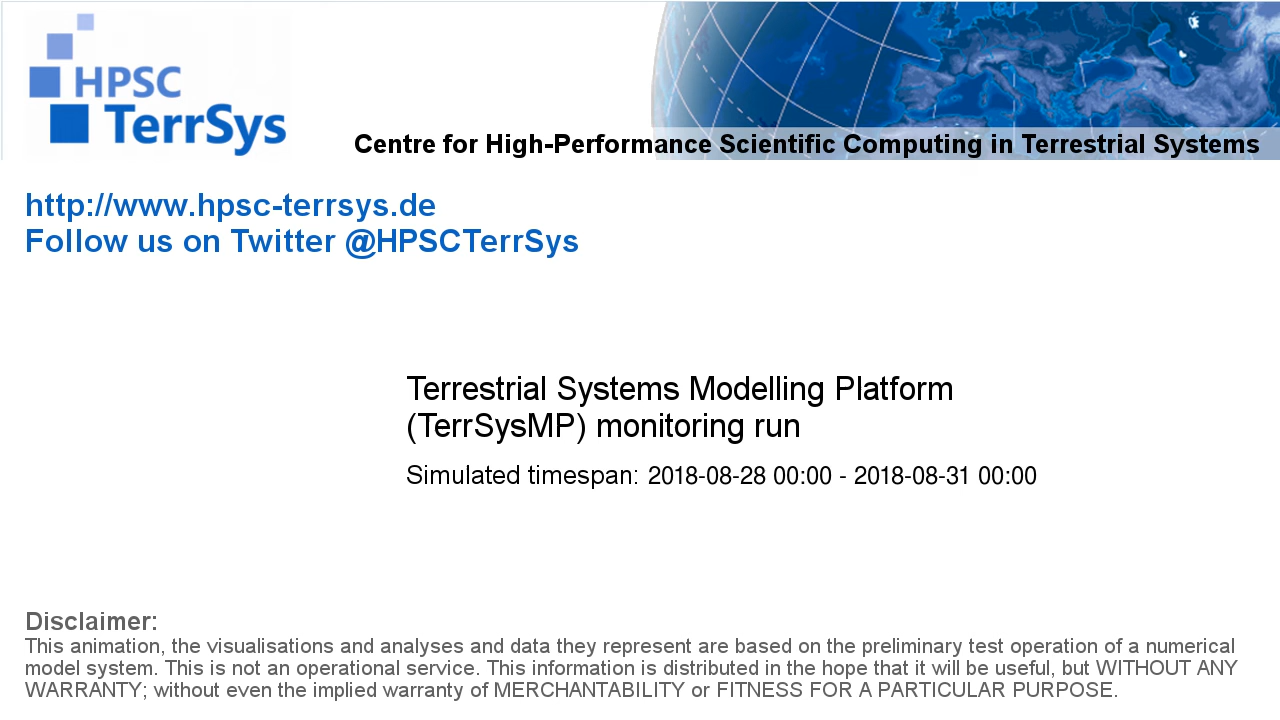 HPSC
TerrSys
Centre for High-Performance Scientific Computing in Terrestrial Systems
http://www.hpsc-terrsys.de
Follow us on Twitter @HPSCTerrSys
Terrestrial Systems Modelling Platform
(TerrSysMP) monitoring run
Simulated timespan: 2018-08-28 00:00 - 2018-08-31 00:00
Disclaimer:
This animation, the visualisations and analyses and data they represent are based on the preliminary test operation of a numerical
model system. This is not an operational service. This information is distributed in the hope that it will be useful, but WITHOUT ANY
WARRANTY; without even the implied warranty of MERCHANTABILITY or FITNESS FOR A PARTICULAR PURPOSE.